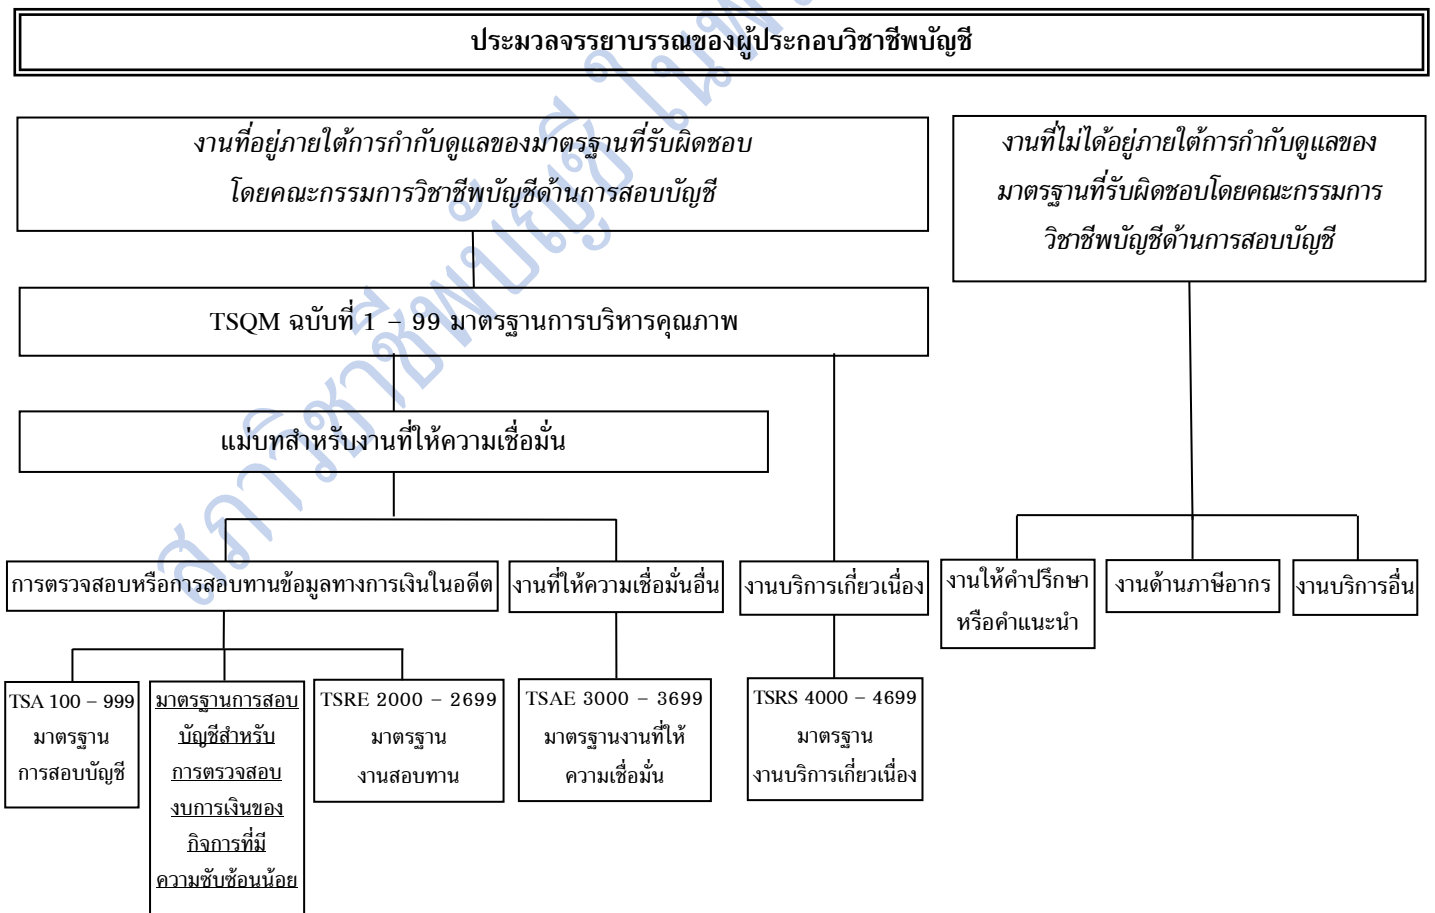 ประมวลจรรยาบรรณของผู้ประกอบวิชาชีพบัญชี
งานที่อยู่ภายใต้การกำกับดูแลของมาตรฐานที่รับผิดชอบ
โดยคณะกรรมการวิชาชีพบัญชีด้านการสอบบัญชี
งานที่ไม่ได้อยู่ภายใต้การกำกับดูแลของ
มาตรฐานที่รับผิดชอบโดยคณะกรรมการ
วิชาชีพบัญชีด้านการสอบบัญชี
TSQM ฉบับที่ 1 – 99 มาตรฐานการบริหารคุณภาพ
แม่บทสำหรับงานที่ให้ความเชื่อมั่น
การตรวจสอบหรือการสอบทานข้อมูลทางการเงินในอดีต
งานที่ให้ความเชื่อมั่นอื่น
งานบริการเกี่ยวเนื่อง
งานให้คำปรึกษา
หรือคำแนะนำ
งานด้านภาษีอากร
งานบริการอื่น
TSA 100 – 999
มาตรฐาน
การสอบบัญชี
มาตรฐานการสอบ
บัญชีสำหรับ
การตรวจสอบ
งบการเงินของ
กิจการที่มี
ความซับซ้อนน้อย
TSRE 2000 – 2699
มาตรฐาน
งานสอบทาน
TSAE 3000 – 3699
มาตรฐานงานที่ให้
ความเชื่อมั่น
TSRS 4000 – 4699
มาตรฐาน
งานบริการเกี่ยวเนื่อง
สภาวิชาชีพบัญชี ในพ